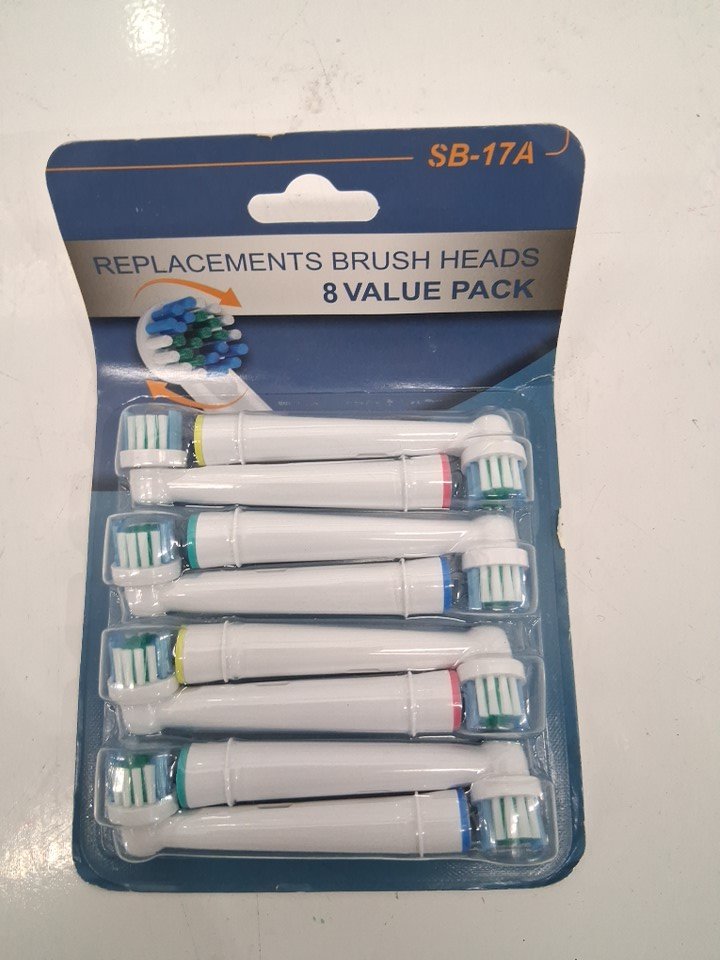 SB-17A
REPLACEMENTS BRUSH HEADS
8 VALUE PACK